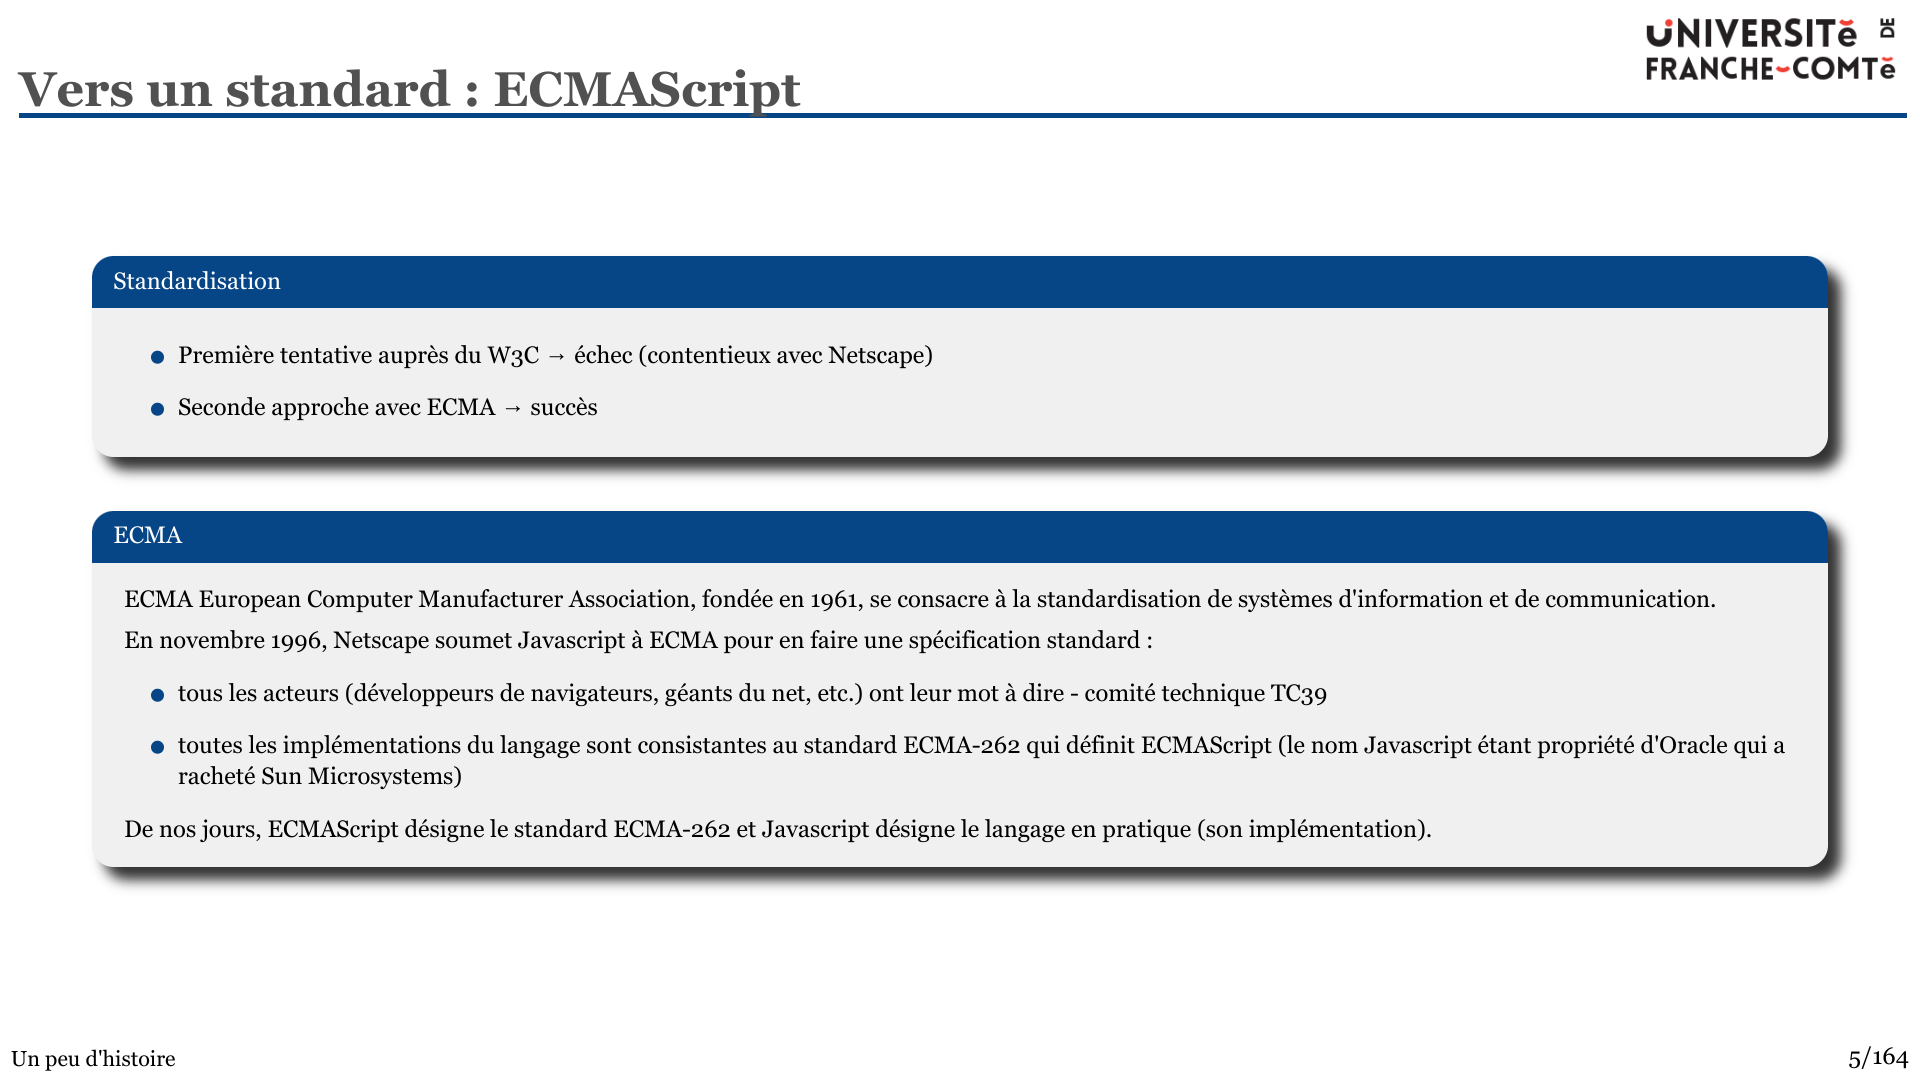 UNIVERSITÉ DE
FRANCHE-COMTÉ
Vers un standard : ECMAScript
Standardisation
Première tentative auprès du W3C → échec (contentieux avec Netscape)
Seconde approche avec ECMA → succès
ECMA
ECMA European Computer Manufacturer Association, fondée en 1961, se consacre à la standardisation de systèmes d'information et de communication.
En novembre 1996, Netscape soumet Javascript à ECMA pour en faire une spécification standard :
tous les acteurs (développeurs de navigateurs, géants du net, etc.) ont leur mot à dire - comité technique TC39
toutes les implémentations du langage sont consistantes au standard ECMA-262 qui définit ECMAScript (le nom Javascript étant propriété d'Oracle qui a
racheté Sun Microsystems)
De nos jours, ECMAScript désigne le standard ECMA-262 et Javascript désigne le langage en pratique (son implémentation).
Un peu d'histoire
5/164